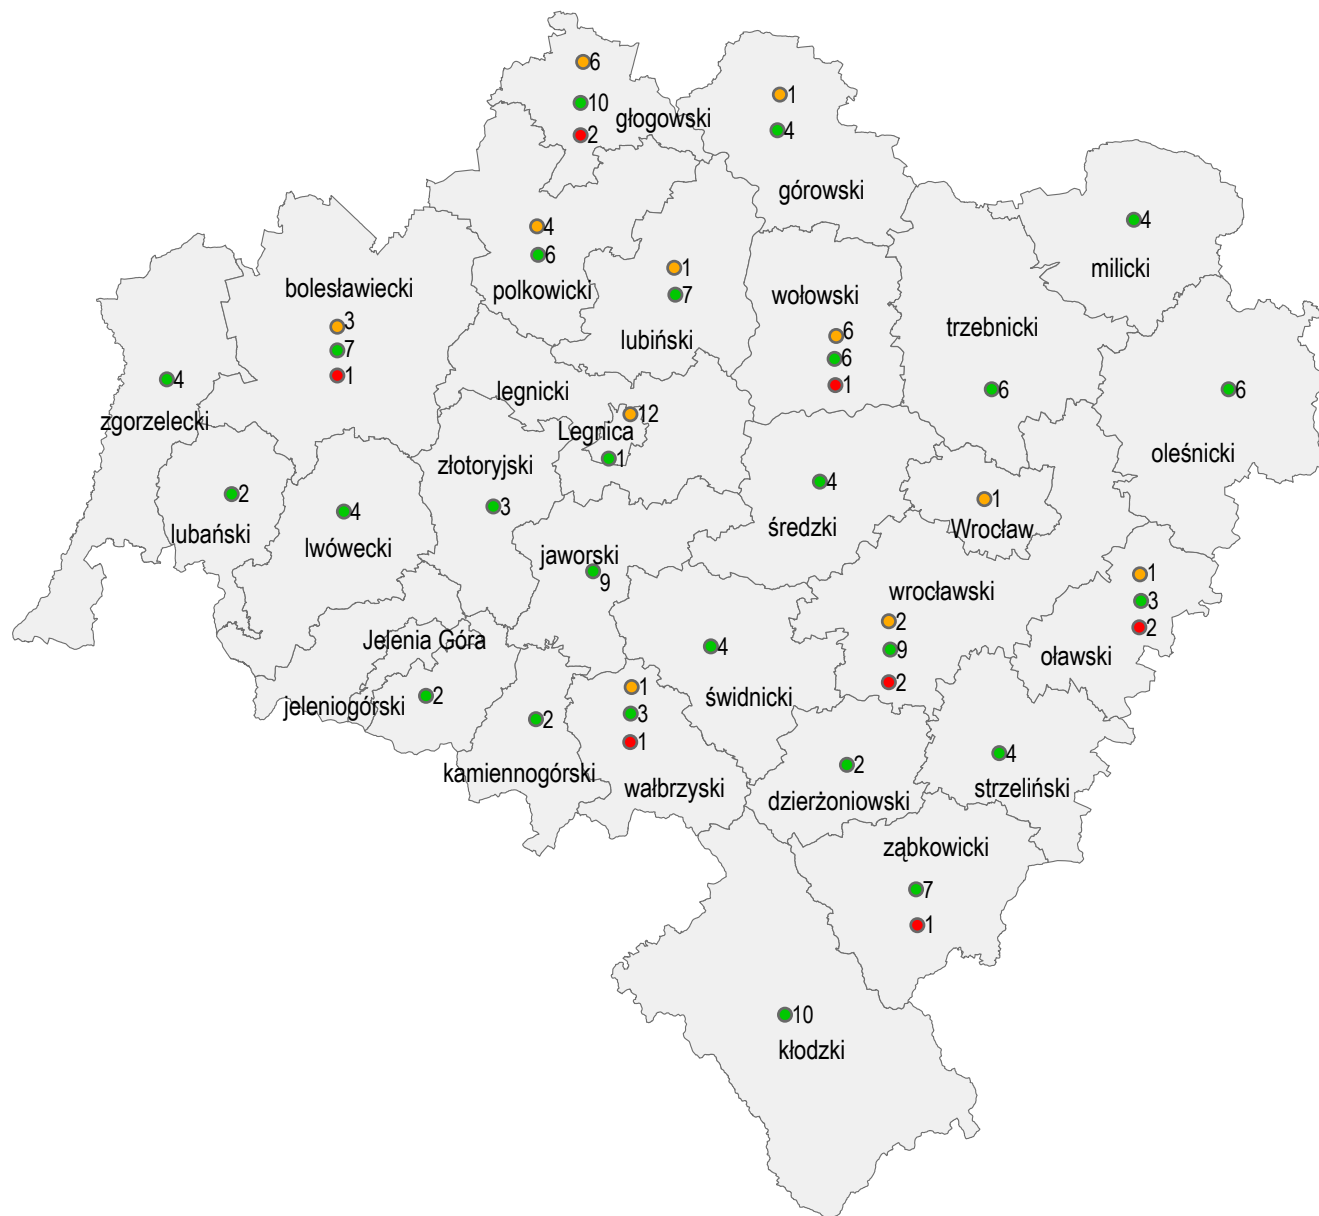 6
10
głogowski
2
1
4
górowski
4
milicki
4
6
polkowicki
1
7
lubiński
bolesławiecki
3
7
1
wołowski
6
6
1
trzebnicki
6
6
oleśnicki
4
zgorzelecki
legnicki
12
Legnica
1
złotoryjski
3
2
lubański
4
lwówecki
4
średzki
1
Wrocław
jaworski
9
wrocławski
2
9
2
1
3
2
oławski
Jelenia Góra
jeleniogórski
2
2
kamiennogórski
1
3
1
wałbrzyski
4
świdnicki
2
dzierżoniowski
4
strzeliński
ząbkowicki
7
1
10
kłodzki